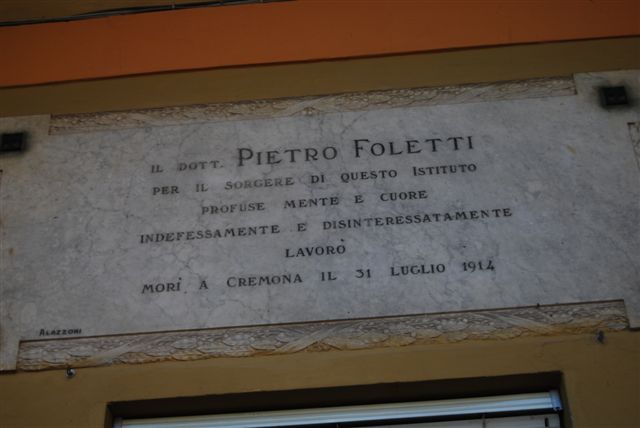 IL DOTT. PIETRO FOLETTI
PER IL SORGERE DI QUESTO ISTITUTO
PROFUSE MENTE E CUORE
INDEFESSAMENTE E DISINTERESSATAMENTE
LAVORÒ
MORÌ A CREMONA IL 31 LUGLIO 1914
ALAZZONI